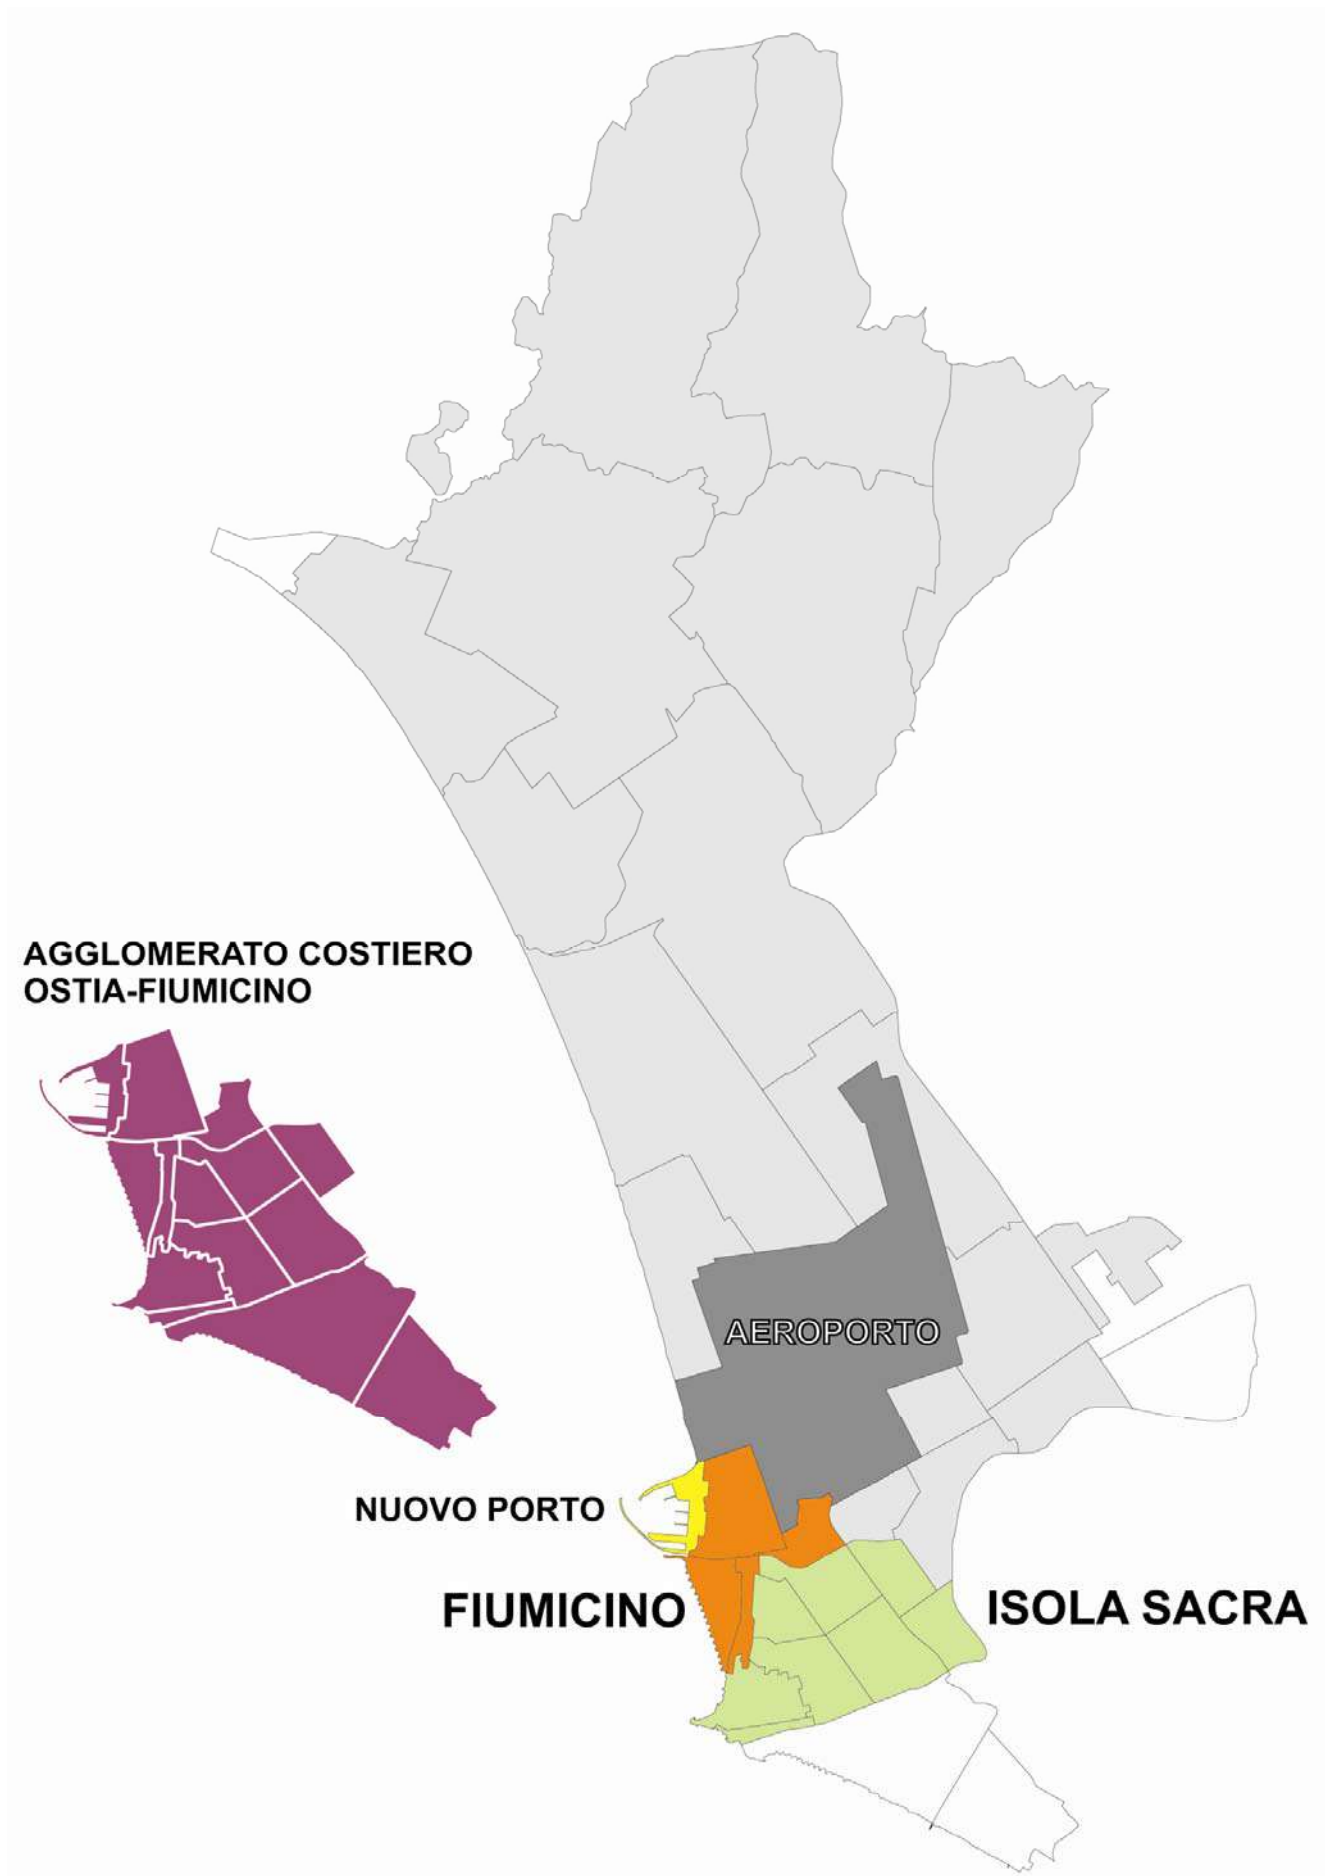 AGGLOMERATO COSTIERO
OSTIA-FIUMICINO
AEROPORTO
NUOVO PORTO
FIUMICINO
ISOLA SACRA